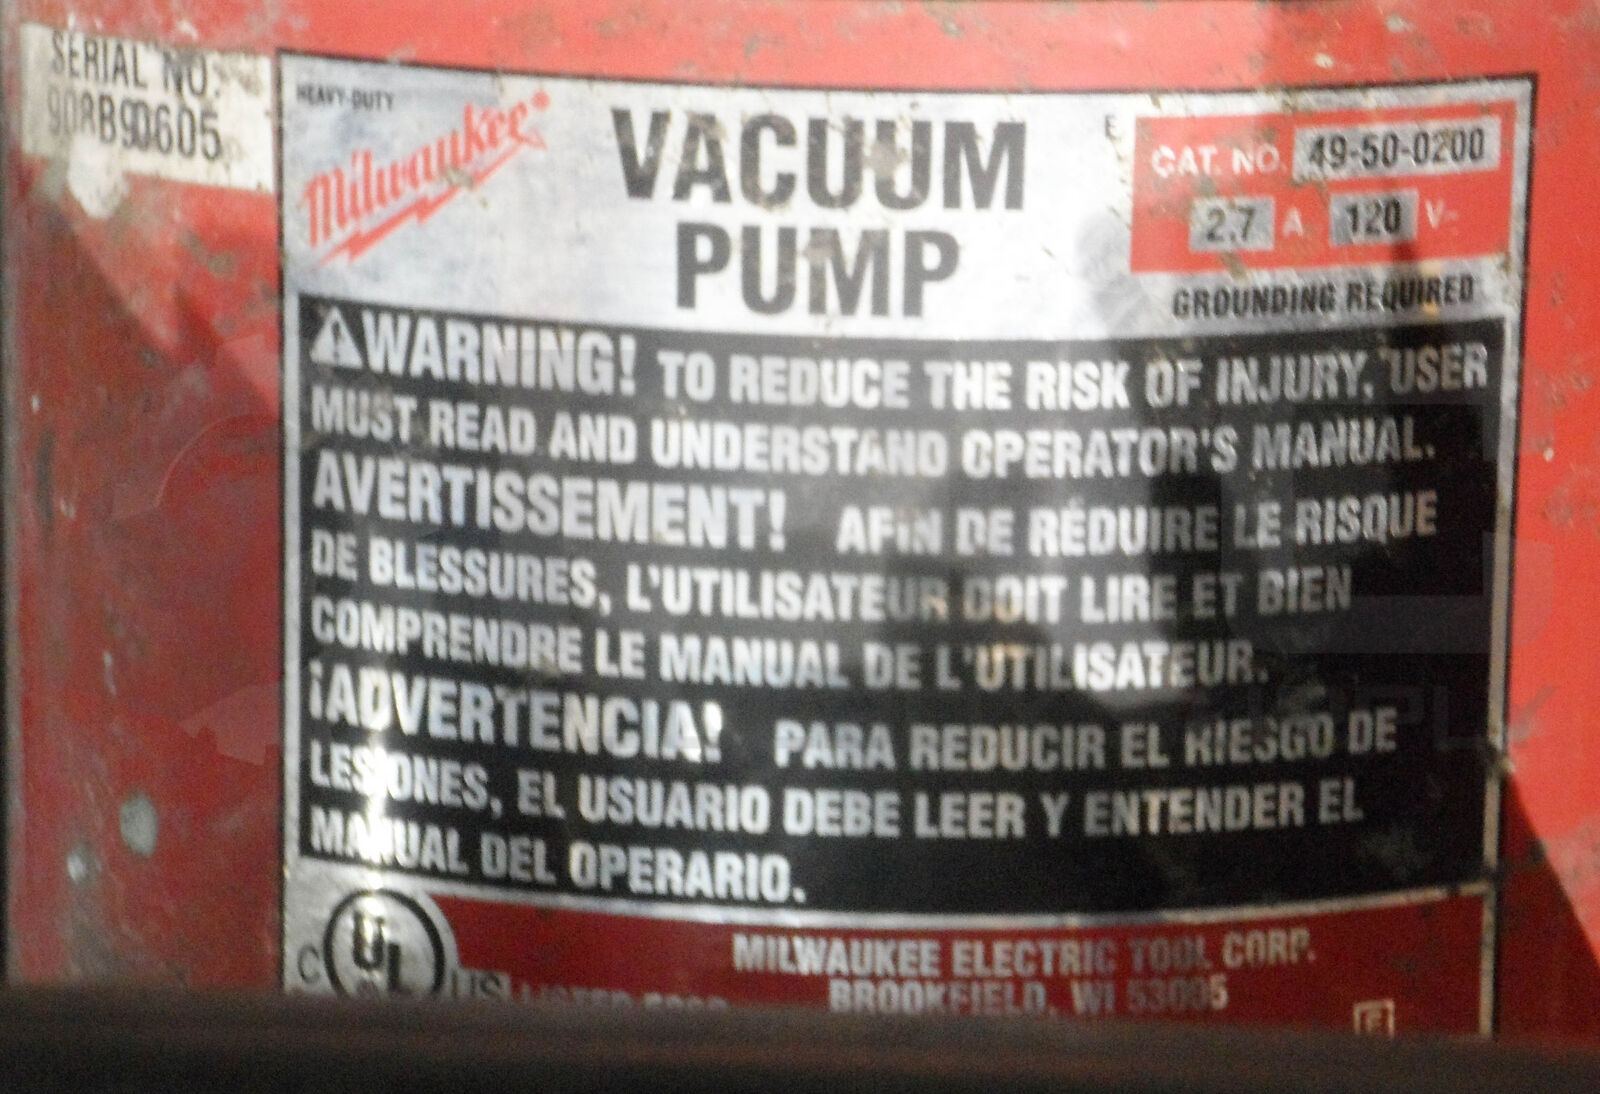 SERIAL NO.
HEAVY-DUTY
Milwaukee
VACUUM
PUMP
E
CAT. NO. 49-50-0200
2.7 A 120 V~
GROUNDING REQUIRED
WARNING! TO REDUCE THE RISK OF INJURY, USER
MUST READ AND UNDERSTAND OPERATOR'S MANUAL.
AVERTISSEMENT! AFIN DE RÉDUIRE LE RISQUE
DE BLESSURES, L'UTILISATEUR DOIT LIRE ET BIEN
COMPRENDRE LE MANUAL DE L'UTILISATEUR.
¡ADVERTENCIA! PARA REDUCIR EL RIESGO DE
LESIONES, EL USUARIO DEBE LEER Y ENTENDER EL
MANUAL DEL OPERARIO.
C UL US LISTED
MILWAUKEE ELECTRIC TOOL CORP.
BROOKFIELD, WI 53005